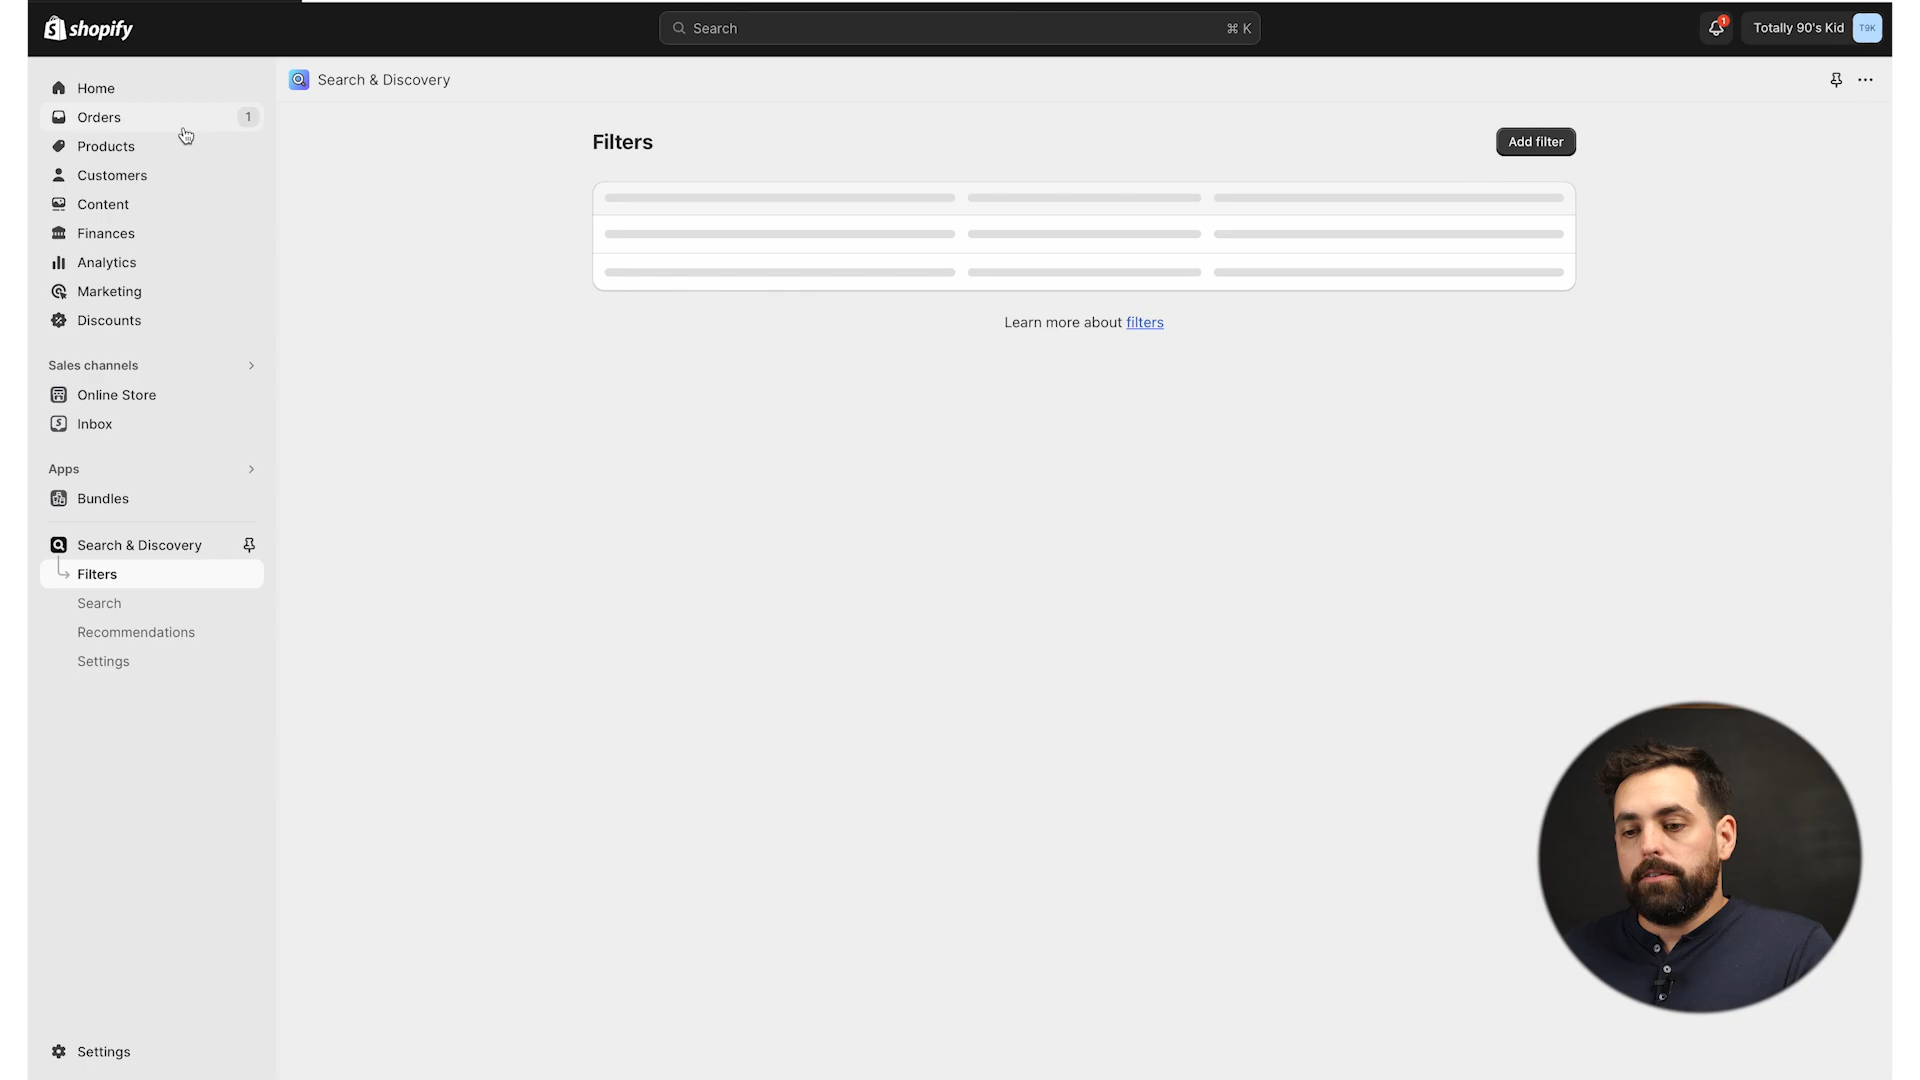 shopify
Search
⌘ K
1
Totally 90's Kid
T9K
Home
Orders
1
Products
Customers
Content
Finances
Analytics
Marketing
Discounts
Sales channels
Online Store
Inbox
Apps
Bundles
Search & Discovery
Filters
Search
Recommendations
Settings
Settings
Search & Discovery
Filters
Add filter
Learn more about filters